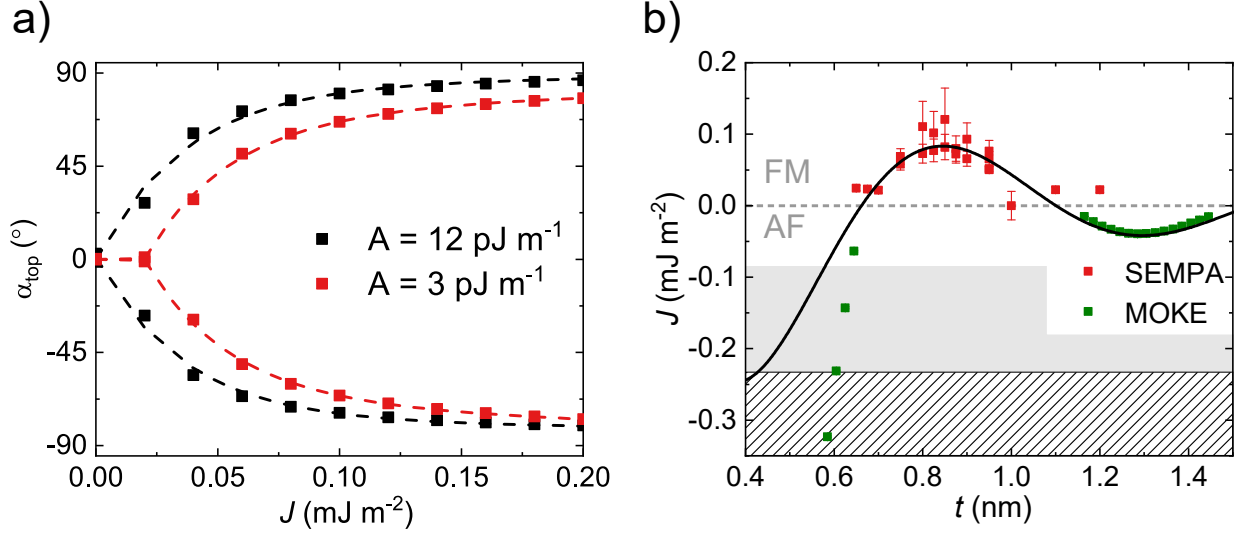 a)
90
45
0
-45
-90
α_top (°)
0.00 0.05 0.10 0.15 0.20
J (mJ m⁻²)
A = 12 pJ m⁻¹
A = 3 pJ m⁻¹
b)
0.2
0.1
0.0
-0.1
-0.2
-0.3
J (mJ m⁻²)
FM
AF
SEMPA
MOKE
0.4 0.6 0.8 1.0 1.2 1.4
t (nm)